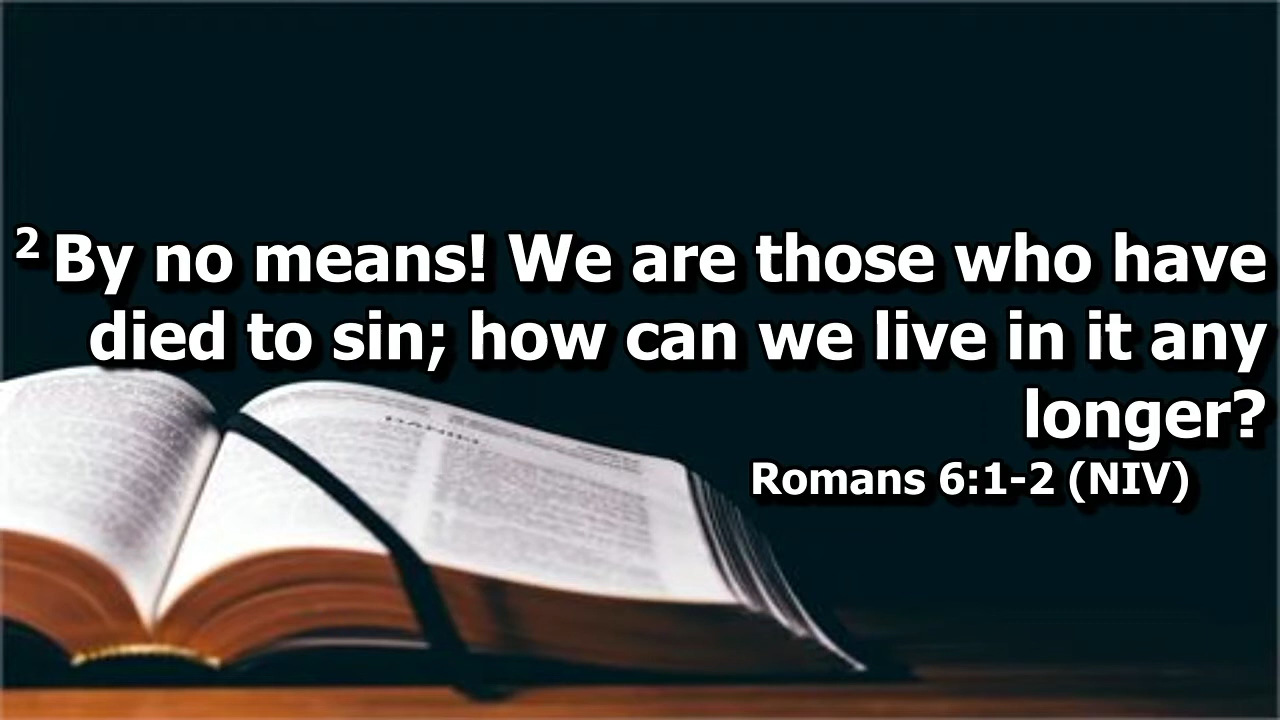 ² By no means! We are those who have
died to sin; how can we live in it any
longer?
Romans 6:1-2 (NIV)